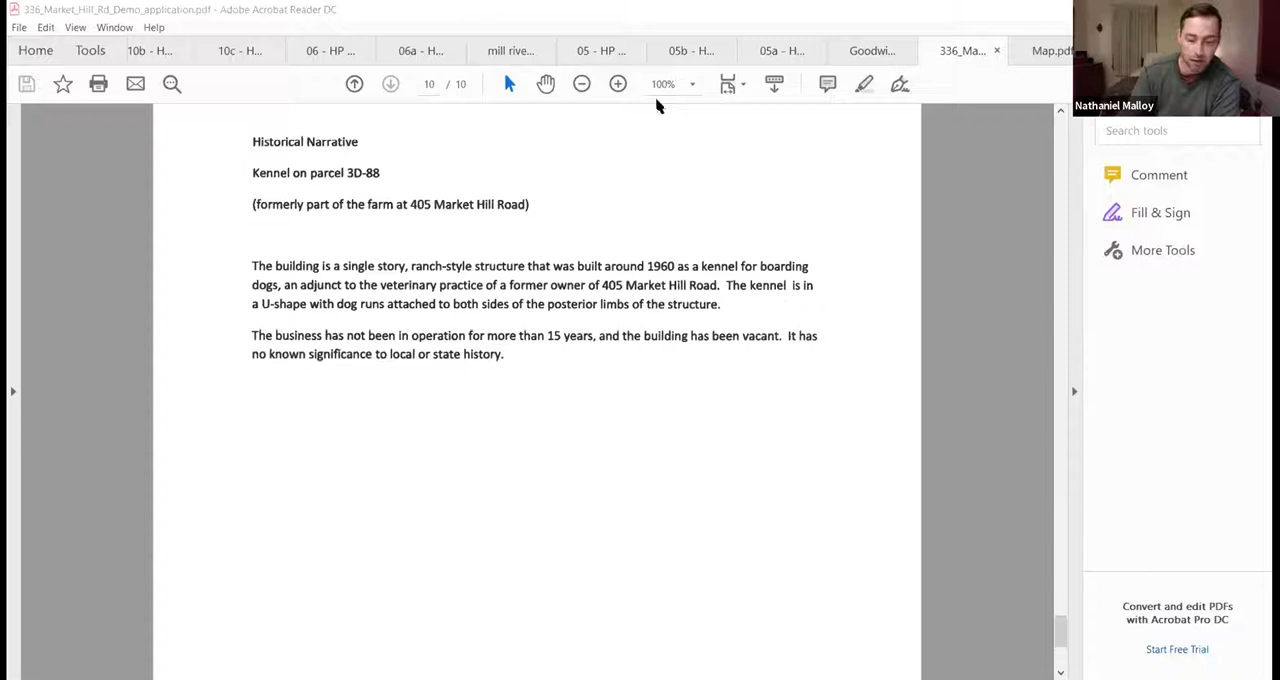 336_Market_Hill_Rd_Demo_application.pdf - Adobe Acrobat Reader DC
File Edit View Window Help
Home Tools 10b - H... 10c - H... 06 - HP ... 06a - H... mill rive... 05 - HP ... 05b - H... 05a - H... Goodwi... 336_Ma... × Map.pdf
10 / 10 100%
Nathaniel Malloy
Search tools
Comment
Fill & Sign
More Tools
Historical Narrative
Kennel on parcel 3D-88
(formerly part of the farm at 405 Market Hill Road)
The building is a single story, ranch-style structure that was built around 1960 as a kennel for boarding
dogs, an adjunct to the veterinary practice of a former owner of 405 Market Hill Road. The kennel is in
a U-shape with dog runs attached to both sides of the posterior limbs of the structure.
The business has not been in operation for more than 15 years, and the building has been vacant. It has
no known significance to local or state history.
Convert and edit PDFs
with Acrobat Pro DC
Start Free Trial